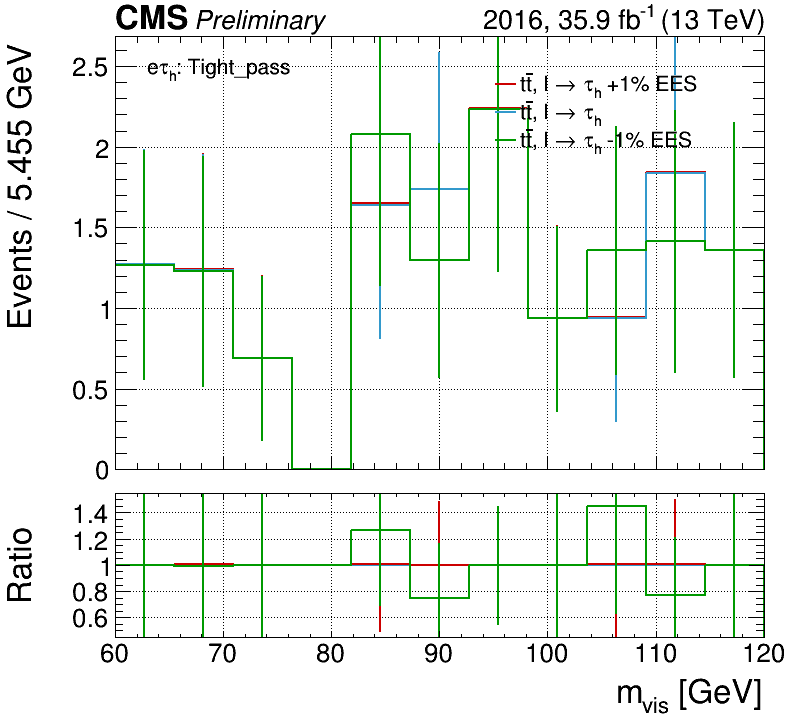 CMS Preliminary 2016, 35.9 fb⁻¹ (13 TeV)
eτₕ: Tight_pass
tt̄, l → τₕ +1% EES
tt̄, l → τₕ
tt̄, l → τₕ -1% EES
Events / 5.455 GeV
2.5
2
1.5
1
0.5
0
Ratio
1.4
1.2
1
0.8
0.6
60 70 80 90 100 110 120
m_vis [GeV]